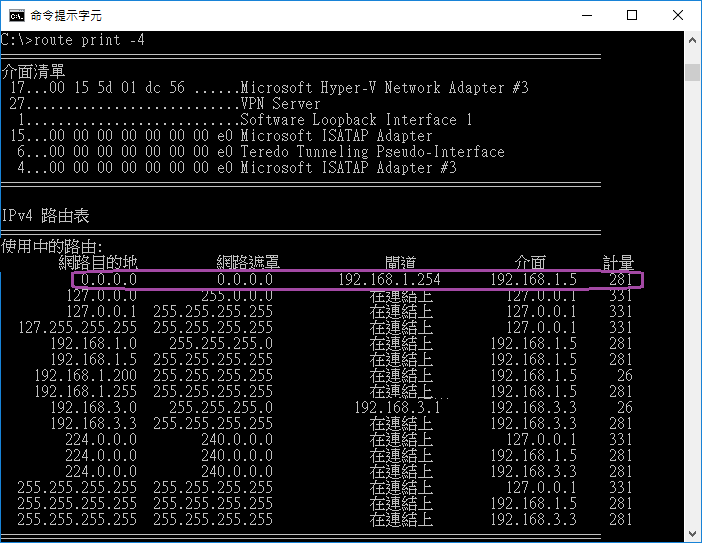 命令提示字元
C:\>route print -4
介面清單
17...00 15 5d 01 dc 56 ......Microsoft Hyper-V Network Adapter #3
27...........................VPN Server
1...........................Software Loopback Interface 1
15...00 00 00 00 00 00 00 e0 Microsoft ISATAP Adapter
6...00 00 00 00 00 00 00 e0 Teredo Tunneling Pseudo-Interface
4...00 00 00 00 00 00 00 e0 Microsoft ISATAP Adapter #3
IPv4 路由表
使用中的路由:
網路目的地 網路遮罩 閘道 介面 計量
0.0.0.0 0.0.0.0 192.168.1.254 192.168.1.5 281
127.0.0.0 255.0.0.0 在連結上 127.0.0.1 331
127.0.0.1 255.255.255.255 在連結上 127.0.0.1 331
127.255.255.255 255.255.255.255 在連結上 127.0.0.1 331
192.168.1.0 255.255.255.0 在連結上 192.168.1.5 281
192.168.1.5 255.255.255.255 在連結上 192.168.1.5 281
192.168.1.200 255.255.255.255 在連結上 192.168.1.5 26
192.168.1.255 255.255.255.255 在連結上 192.168.1.5 281
192.168.3.0 255.255.255.0 192.168.3.1 192.168.3.3 26
192.168.3.3 255.255.255.255 在連結上 192.168.3.3 281
224.0.0.0 240.0.0.0 在連結上 127.0.0.1 331
224.0.0.0 240.0.0.0 在連結上 192.168.1.5 281
224.0.0.0 240.0.0.0 在連結上 192.168.3.3 281
255.255.255.255 255.255.255.255 在連結上 127.0.0.1 331
255.255.255.255 255.255.255.255 在連結上 192.168.1.5 281
255.255.255.255 255.255.255.255 在連結上 192.168.3.3 281